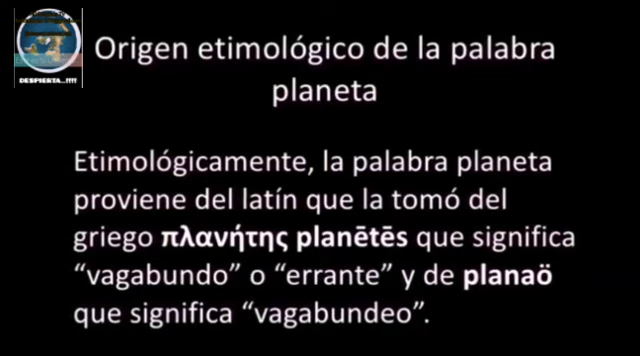 DESPIERTA...!!!!
Origen etimológico de la palabra
planeta
Etimológicamente, la palabra planeta
proviene del latín que la tomó del
griego πλανήτης planētēs que significa
“vagabundo” o “errante” y de planaö
que significa “vagabundeo”.